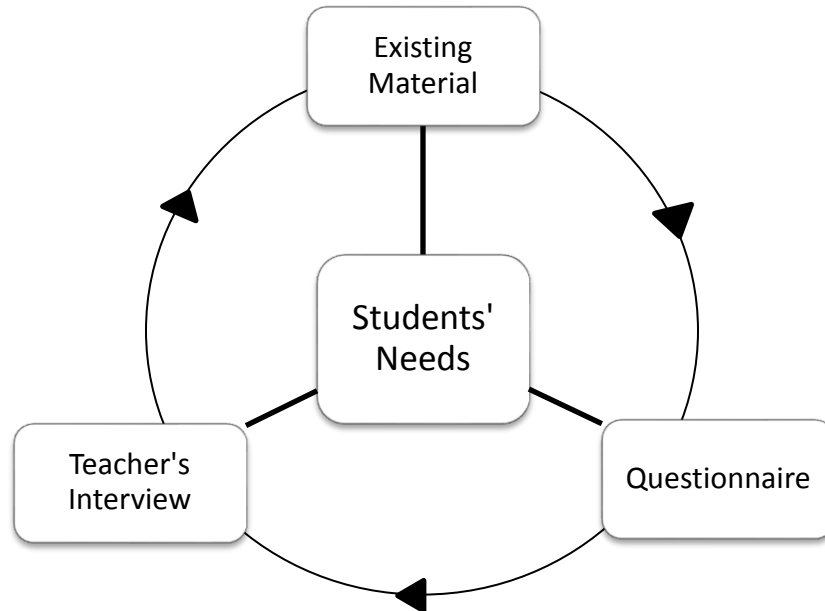 Existing
Material
Students'
Needs
Teacher's
Interview
Questionnaire